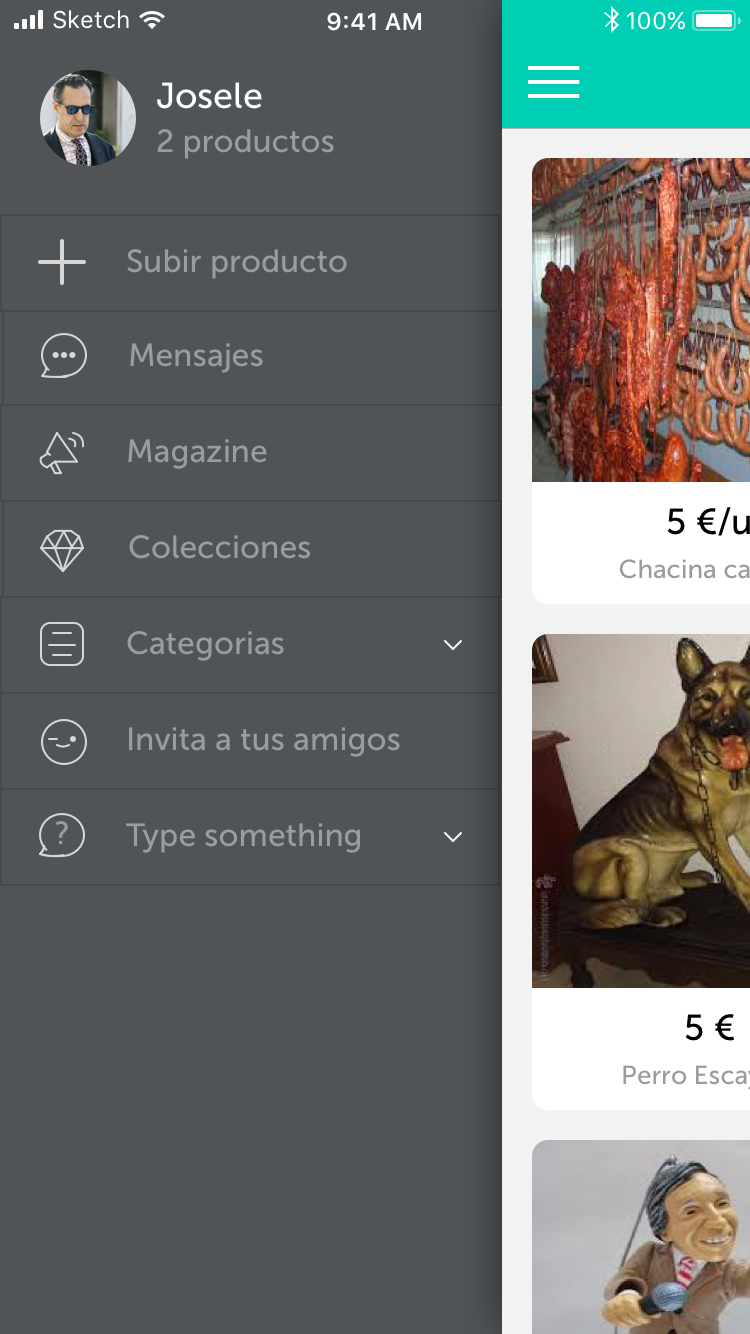 Sketch
9:41 AM
100%
Josele
2 productos
Subir producto
Mensajes
Magazine
Colecciones
Categorias
Invita a tus amigos
?
Type something
5 €/u
Chacina ca
5 €
Perro Esca